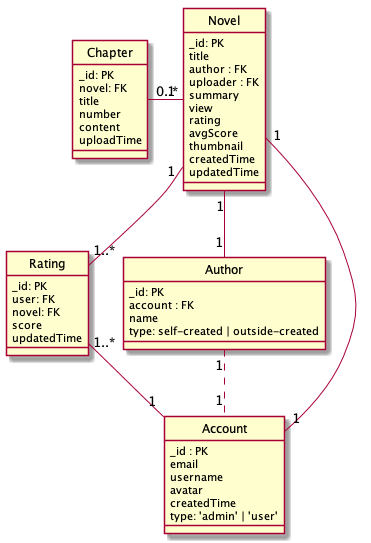 Novel
_id: PK
title
author : FK
uploader : FK
summary
view
rating
avgScore
thumbnail
createdTime
updatedTime
Chapter
_id: PK
novel: FK
title
number
content
uploadTime
1
1
1
1..*
1
Rating
_id: PK
user: FK
novel: FK
score
updatedTime
Author
_id: PK
account : FK
name
type: self-created | outside-created
1..*
1
1
1
1
Account
_id : PK
email
username
avatar
createdTime
type: 'admin' | 'user'